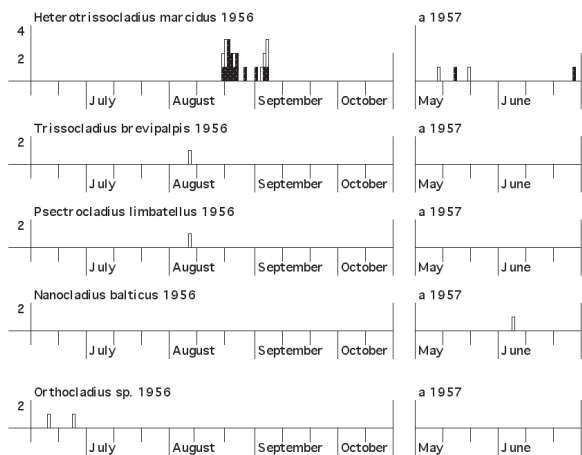 Heterotrissocladius marcidus 1956 a 1957
4
2
July August September October May June
Trissocladius brevipalpis 1956 a 1957
2
July August September October May June
Psectrocladius limbatellus 1956 a 1957
2
July August September October May June
Nanocladius balticus 1956 a 1957
2
July August September October May June
Orthocladius sp. 1956 a 1957
2
July August September October May June